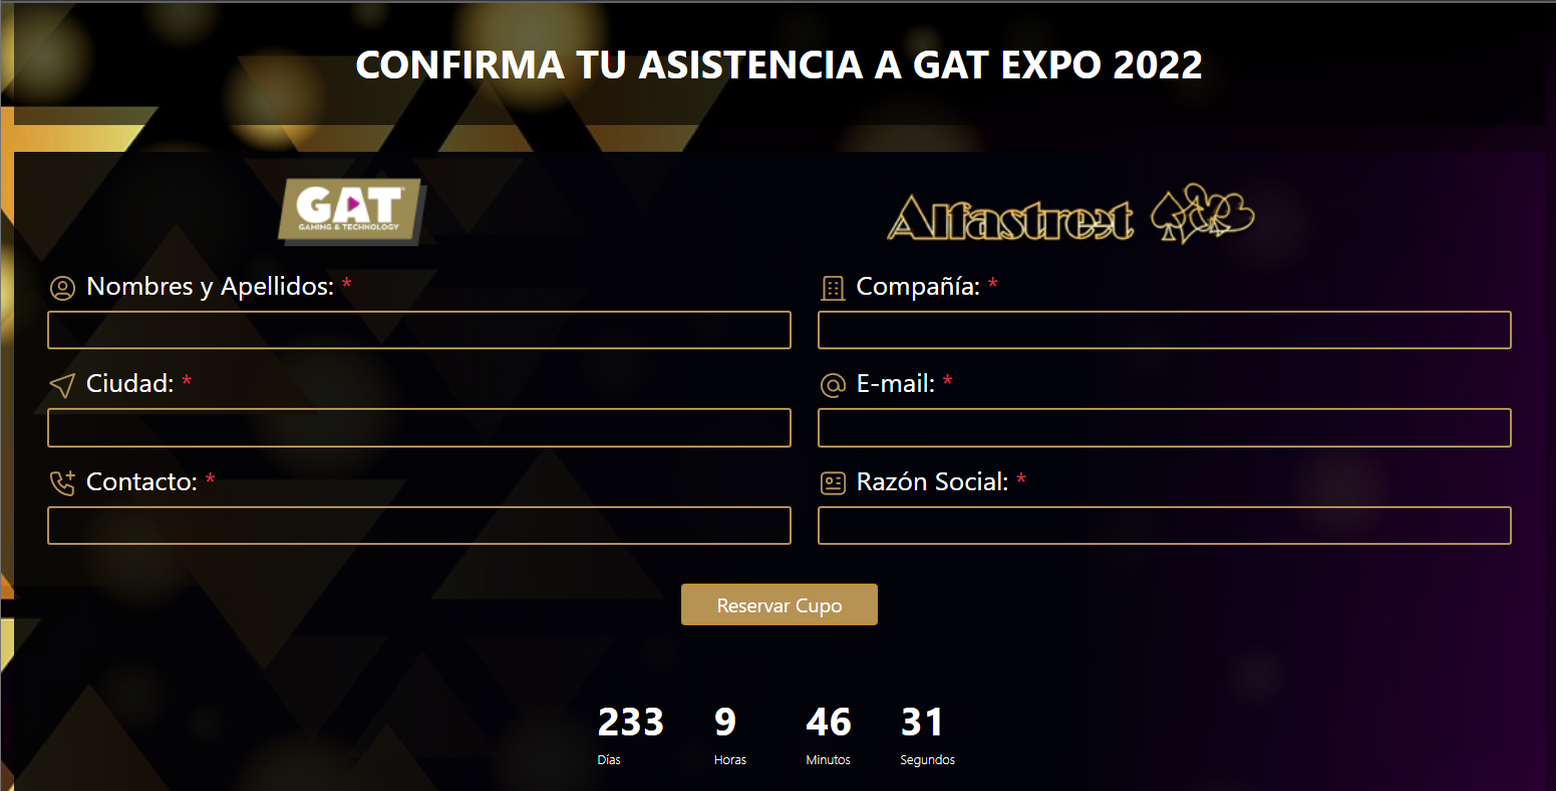 CONFIRMA TU ASISTENCIA A GAT EXPO 2022
GAT
GAMING & TECHNOLOGY
Alfastreet
Nombres y Apellidos: *
Compañía: *
Ciudad: *
E-mail: *
Contacto: *
Razón Social: *
Reservar Cupo
233 9 46 31
Días Horas Minutos Segundos